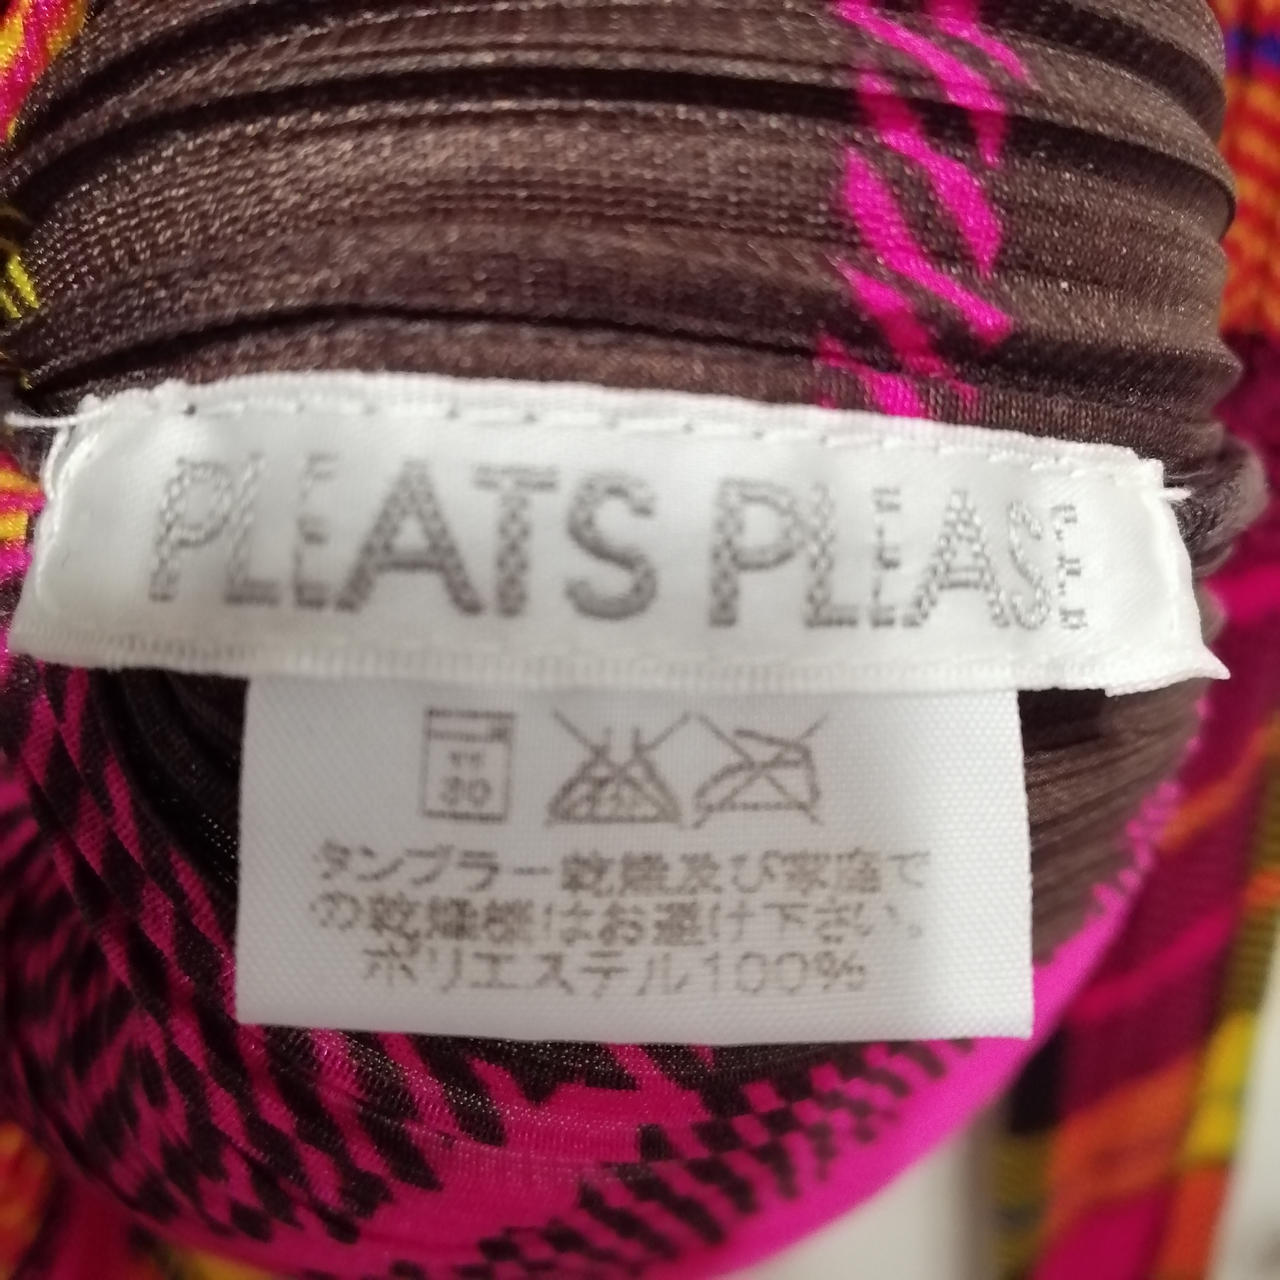 PLEATS PLEASE
30
タンブラー乾燥及び家庭で
の乾燥機はお避け下さい。
ポリエステル100%